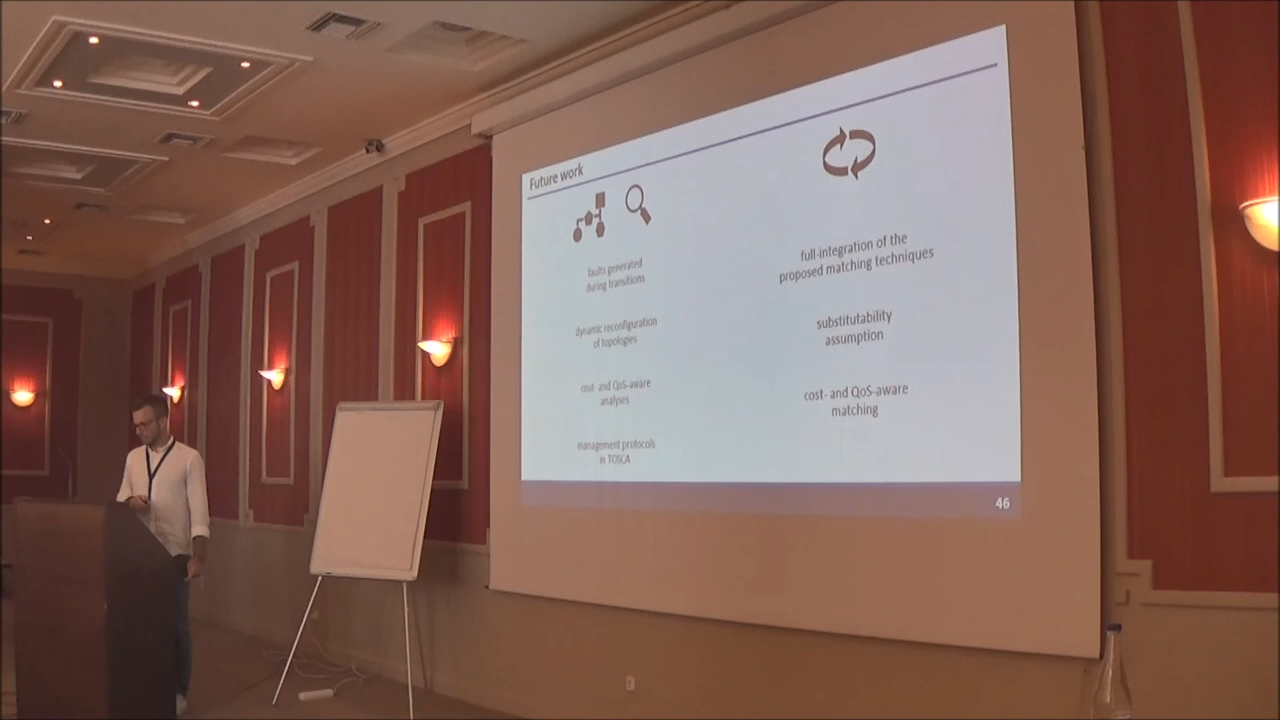 Future work
faults generated
during transitions
dynamic reconfiguration
of topologies
cost- and QoS-aware
analyses
management protocols
in TOSCA
full-integration of the
proposed matching techniques
substitutability
assumption
cost- and QoS-aware
matching
46